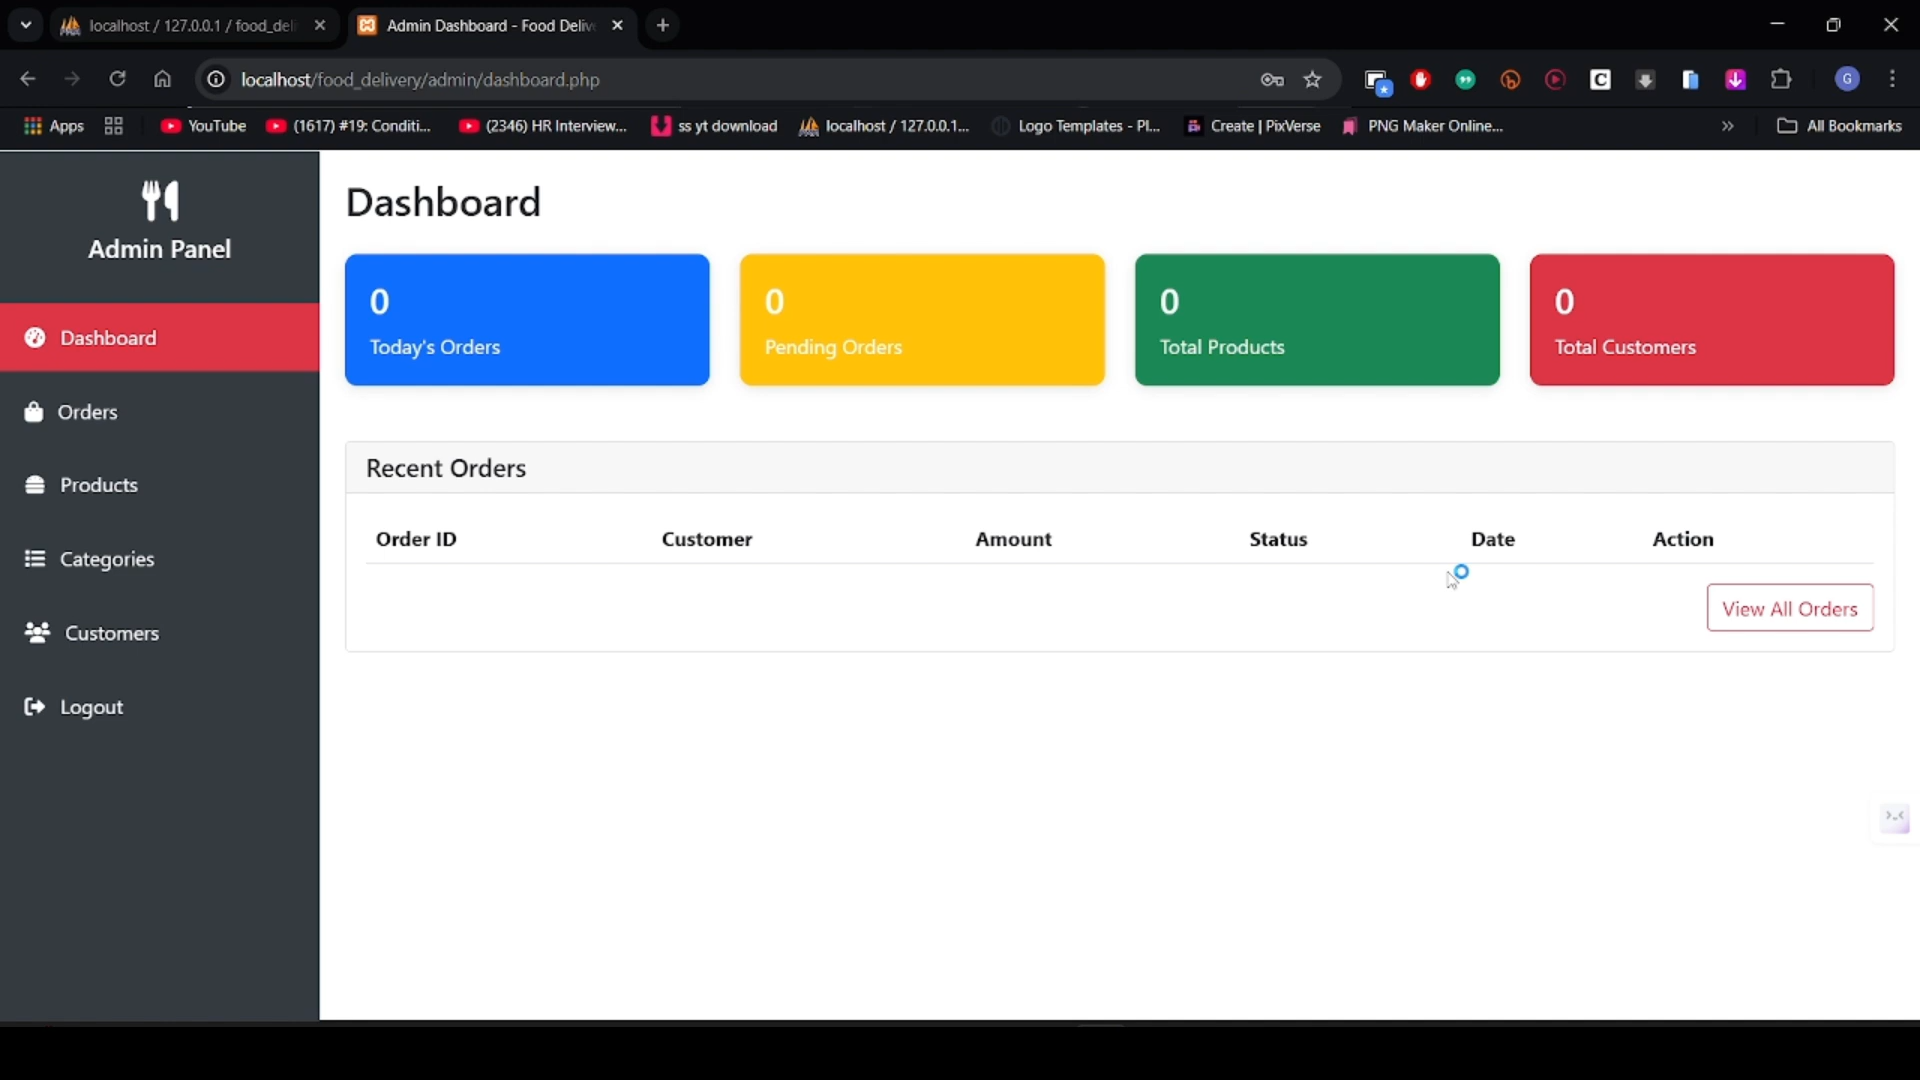 localhost / 127.0.0.1 / food_deli
Admin Dashboard - Food Delive
localhost/food_delivery/admin/dashboard.php
G
Apps
YouTube
(1617) #19: Conditi...
(2346) HR Interview...
ss yt download
localhost / 127.0.0.1...
Logo Templates - Pl...
Create | PixVerse
PNG Maker Online...
All Bookmarks
Admin Panel
Dashboard
Orders
Products
Categories
Customers
Logout
Dashboard
0
Today's Orders
0
Pending Orders
0
Total Products
0
Total Customers
Recent Orders
Order ID Customer Amount Status Date Action
View All Orders